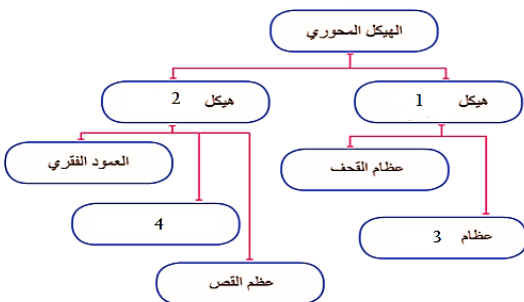 الهيكل المحوري
هيكل 1
هيكل 2
عظام القحف
العمود الفقري
4
عظام 3
عظم القص